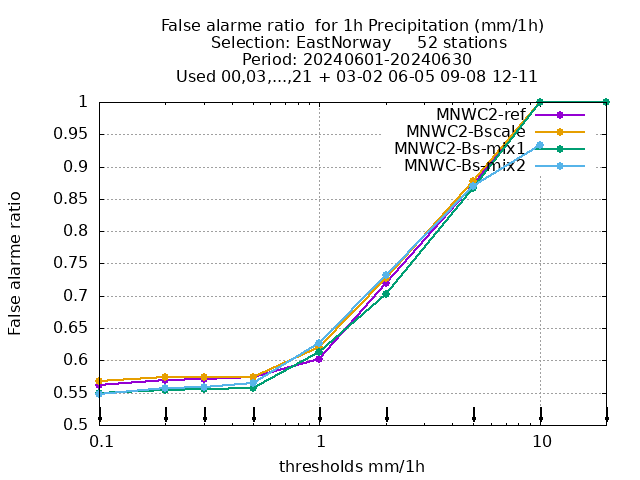 False alarme ratio  for 1h Precipitation (mm/1h)
Selection: EastNorway     52 stations
Period: 20240601-20240630
Used 00,03,...,21 + 03-02 06-05 09-08 12-11
1
0.95
0.9
0.85
0.8
0.75
0.7
0.65
0.6
0.55
0.5
False alarme ratio
MNWC2-ref
MNWC2-Bscale
MNWC2-Bs-mix1
MNWC-Bs-mix2
0.1 1 10
thresholds mm/1h